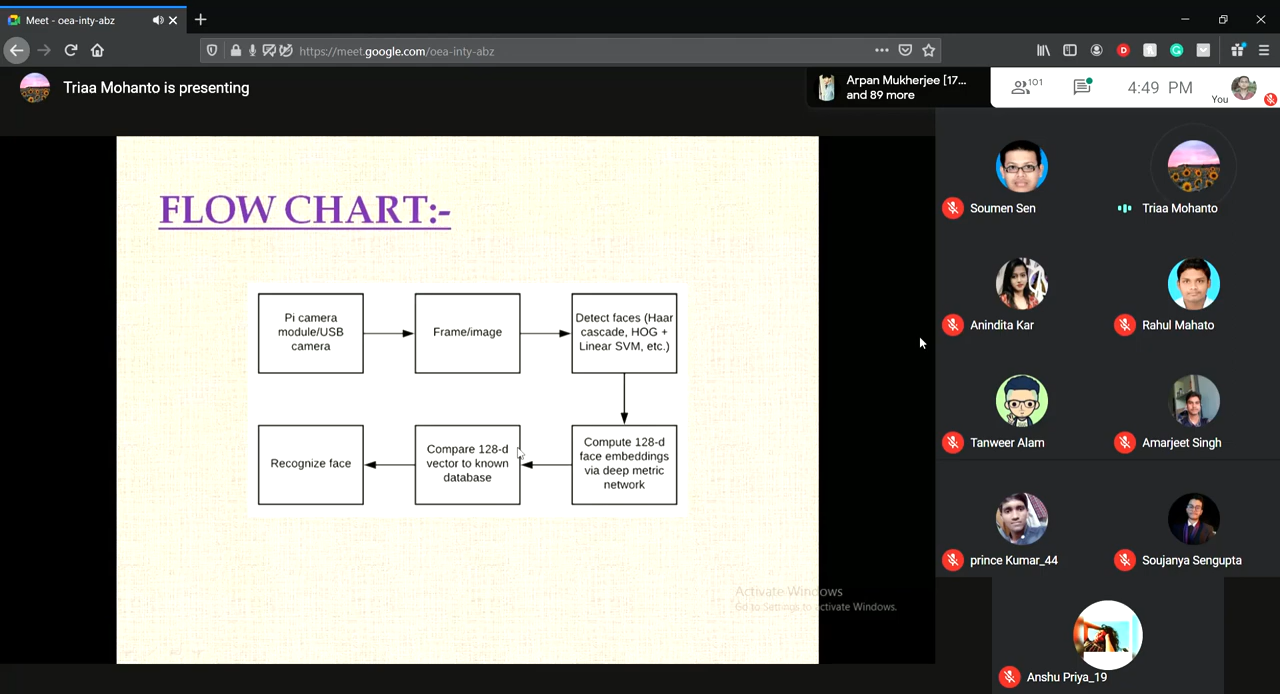 Meet - oea-inty-abz
https://meet.google.com/oea-inty-abz
Triaa Mohanto is presenting
Arpan Mukherjee [17...
and 89 more
101
4:49 PM
You
FLOW CHART:-
Pi camera
module/USB
camera
Frame/image
Detect faces (Haar
cascade, HOG +
Linear SVM, etc.)
Recognize face
Compare 128-d
vector to known
database
Compute 128-d
face embeddings
via deep metric
network
Activate Windows
Go to Settings to activate Windows.
Soumen Sen
Triaa Mohanto
Anindita Kar
Rahul Mahato
Tanweer Alam
Amarjeet Singh
prince Kumar_44
Soujanya Sengupta
Anshu Priya_19